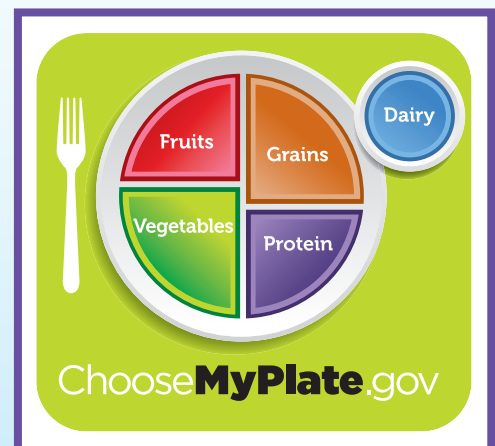 Dairy
Fruits
Grains
Vegetables
Protein
ChooseMyPlate.gov